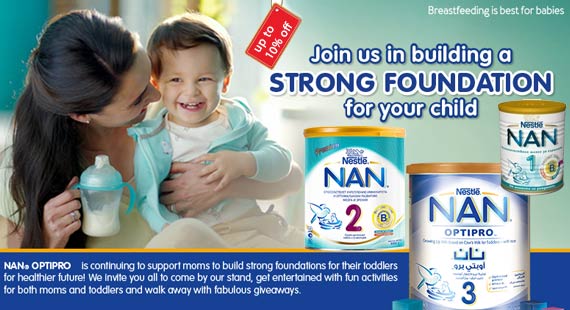 Breastfeeding is best for babies
up to
10% off
Join us in building a
STRONG FOUNDATION
for your child
Nestlé
NAN
1
Nestlé
NAN
2
B
Nestlé
NAN
OPTIPRO
نان
أوبتي برو
3
NAN® OPTIPRO is continuing to support moms to build strong foundations for their toddlers
for healthier future! We invite you all to come by our stand, get entertained with fun activities
for both moms and toddlers and walk away with fabulous giveaways.